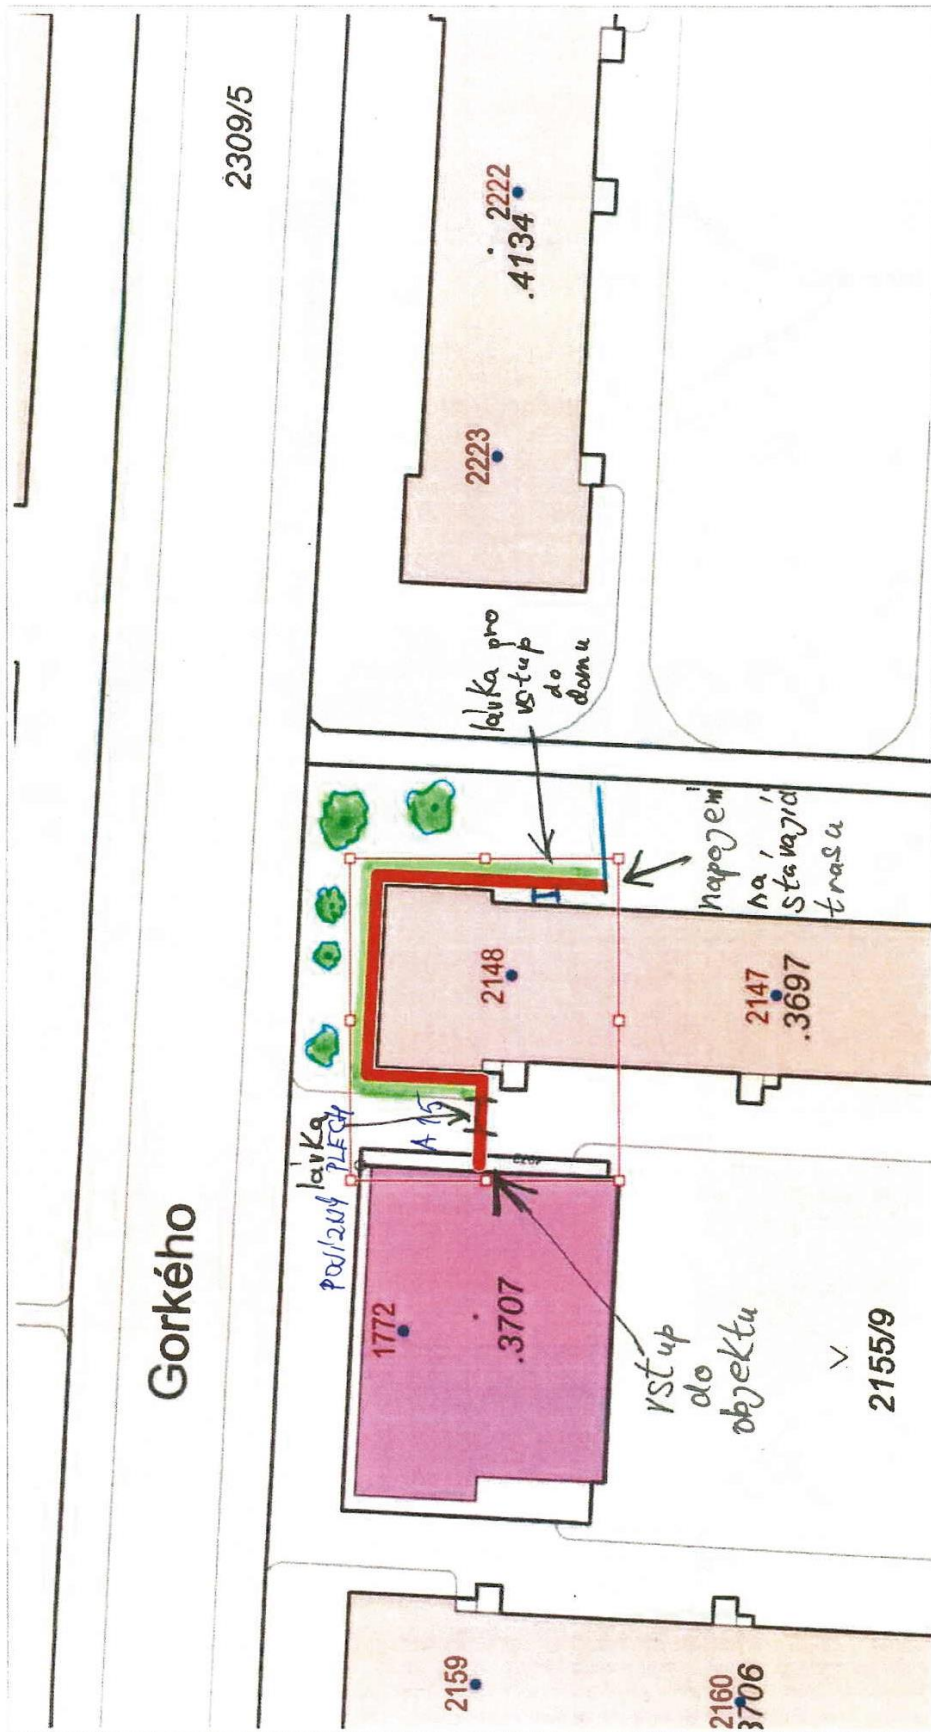 Gorkého
2309/5
2222
.4134
2223
lávka pro
vstup
do
domu
napojení
na
stávající
trasu
2148
2147
.3697
lávka
PLECH
A 15
1772
.3707
vstup
do
objektu
2155/9
2159
2160
3706